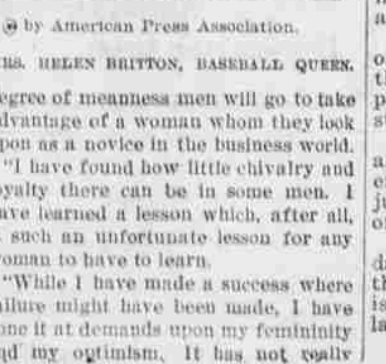 by American Press Association.
RS. HELEN BRITTON, BASEBALL QUEEN.
egree of meanness men will go to take
dvantage of a woman whom they look
pon as a novice in the business world.
"I have found how little chivalry and
oyalty there can be in some men. I
ave learned a lesson which, after all,
such an unfortunate lesson for any
oman to have to learn.
"While I have made a success where
ailure might have been made, I have
one it at demands upon my femininity
nd my optimism. It has not really